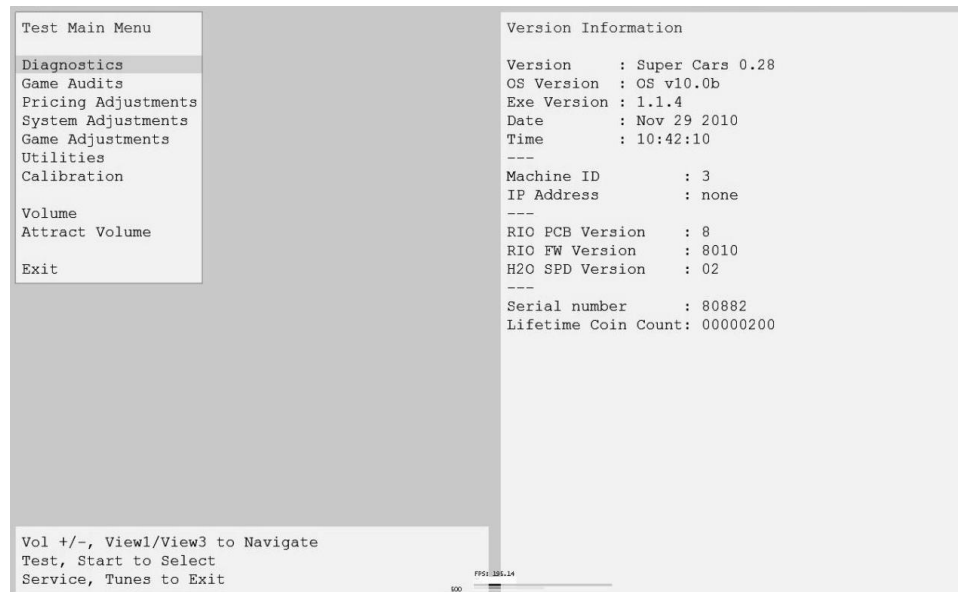 Test Main Menu
Diagnostics
Game Audits
Pricing Adjustments
System Adjustments
Game Adjustments
Utilities
Calibration
Volume
Attract Volume
Exit
Version Information
Version : Super Cars 0.28
OS Version : OS v10.0b
Exe Version : 1.1.4
Date : Nov 29 2010
Time : 10:42:10
---
Machine ID : 3
IP Address : none
---
RIO PCB Version : 8
RIO FW Version : 8010
H2O SPD Version : 02
---
Serial number : 80882
Lifetime Coin Count: 00000200
Vol +/-, View1/View3 to Navigate
Test, Start to Select
Service, Tunes to Exit
FPS: 195.14
500